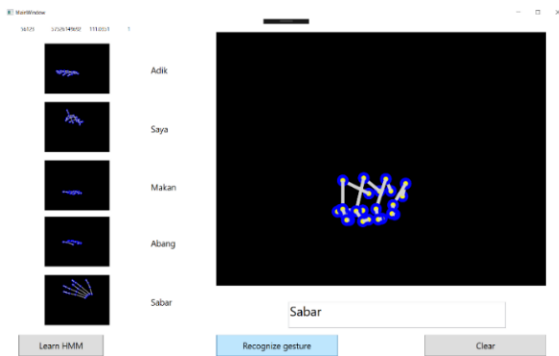 MainWindow
Adik
Saya
Makan
Abang
Sabar
Sabar
Learn HMM
Recognize gesture
Clear